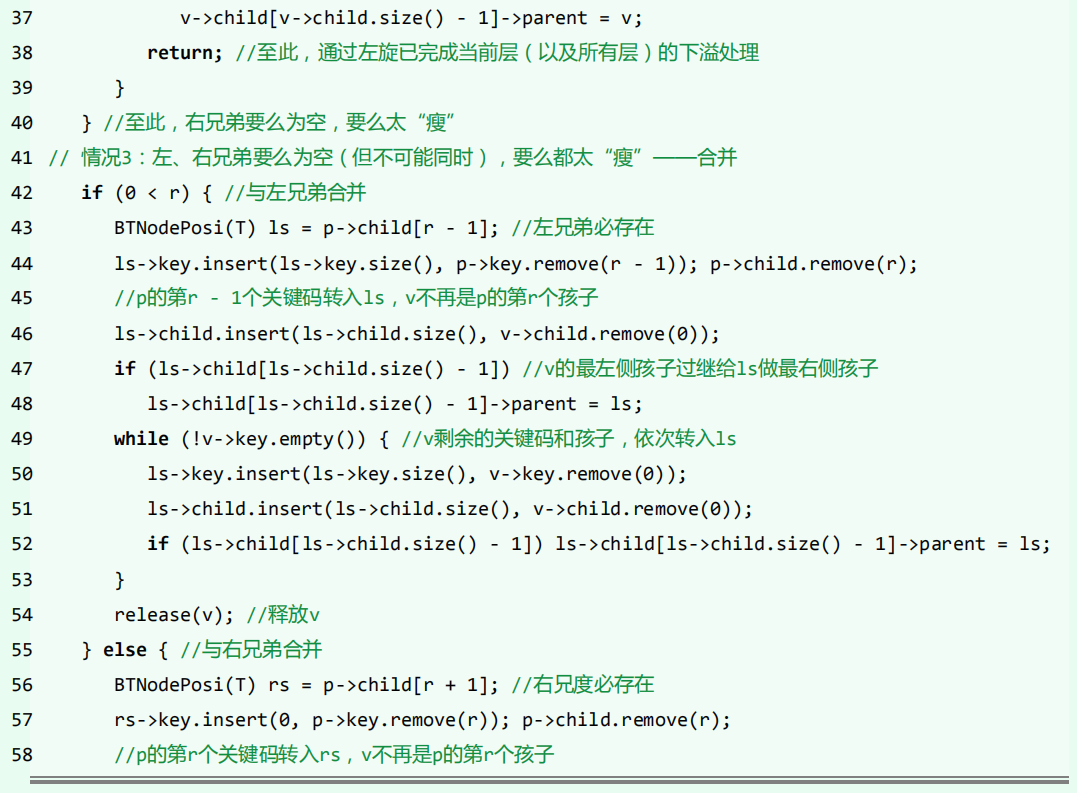 37 v->child[v->child.size() - 1]->parent = v;
38 return; //至此，通过左旋已完成当前层（以及所有层）的下溢处理
39 }
40 } //至此，右兄弟要么为空，要么太“瘦”
41 // 情况3：左、右兄弟要么为空（但不可能同时），要么都太“瘦”——合并
42 if (0 < r) { //与左兄弟合并
43 BTNodePosi(T) ls = p->child[r - 1]; //左兄弟必存在
44 ls->key.insert(ls->key.size(), p->key.remove(r - 1)); p->child.remove(r);
45 //p的第r - 1个关键码转入ls，v不再是p的第r个孩子
46 ls->child.insert(ls->child.size(), v->child.remove(0));
47 if (ls->child[ls->child.size() - 1]) //v的最左侧孩子过继给ls做最右侧孩子
48 ls->child[ls->child.size() - 1]->parent = ls;
49 while (!v->key.empty()) { //v剩余的关键码和孩子，依次转入ls
50 ls->key.insert(ls->key.size(), v->key.remove(0));
51 ls->child.insert(ls->child.size(), v->child.remove(0));
52 if (ls->child[ls->child.size() - 1]) ls->child[ls->child.size() - 1]->parent = ls;
53 }
54 release(v); //释放v
55 } else { //与右兄弟合并
56 BTNodePosi(T) rs = p->child[r + 1]; //右兄度必存在
57 rs->key.insert(0, p->key.remove(r)); p->child.remove(r);
58 //p的第r个关键码转入rs，v不再是p的第r个孩子